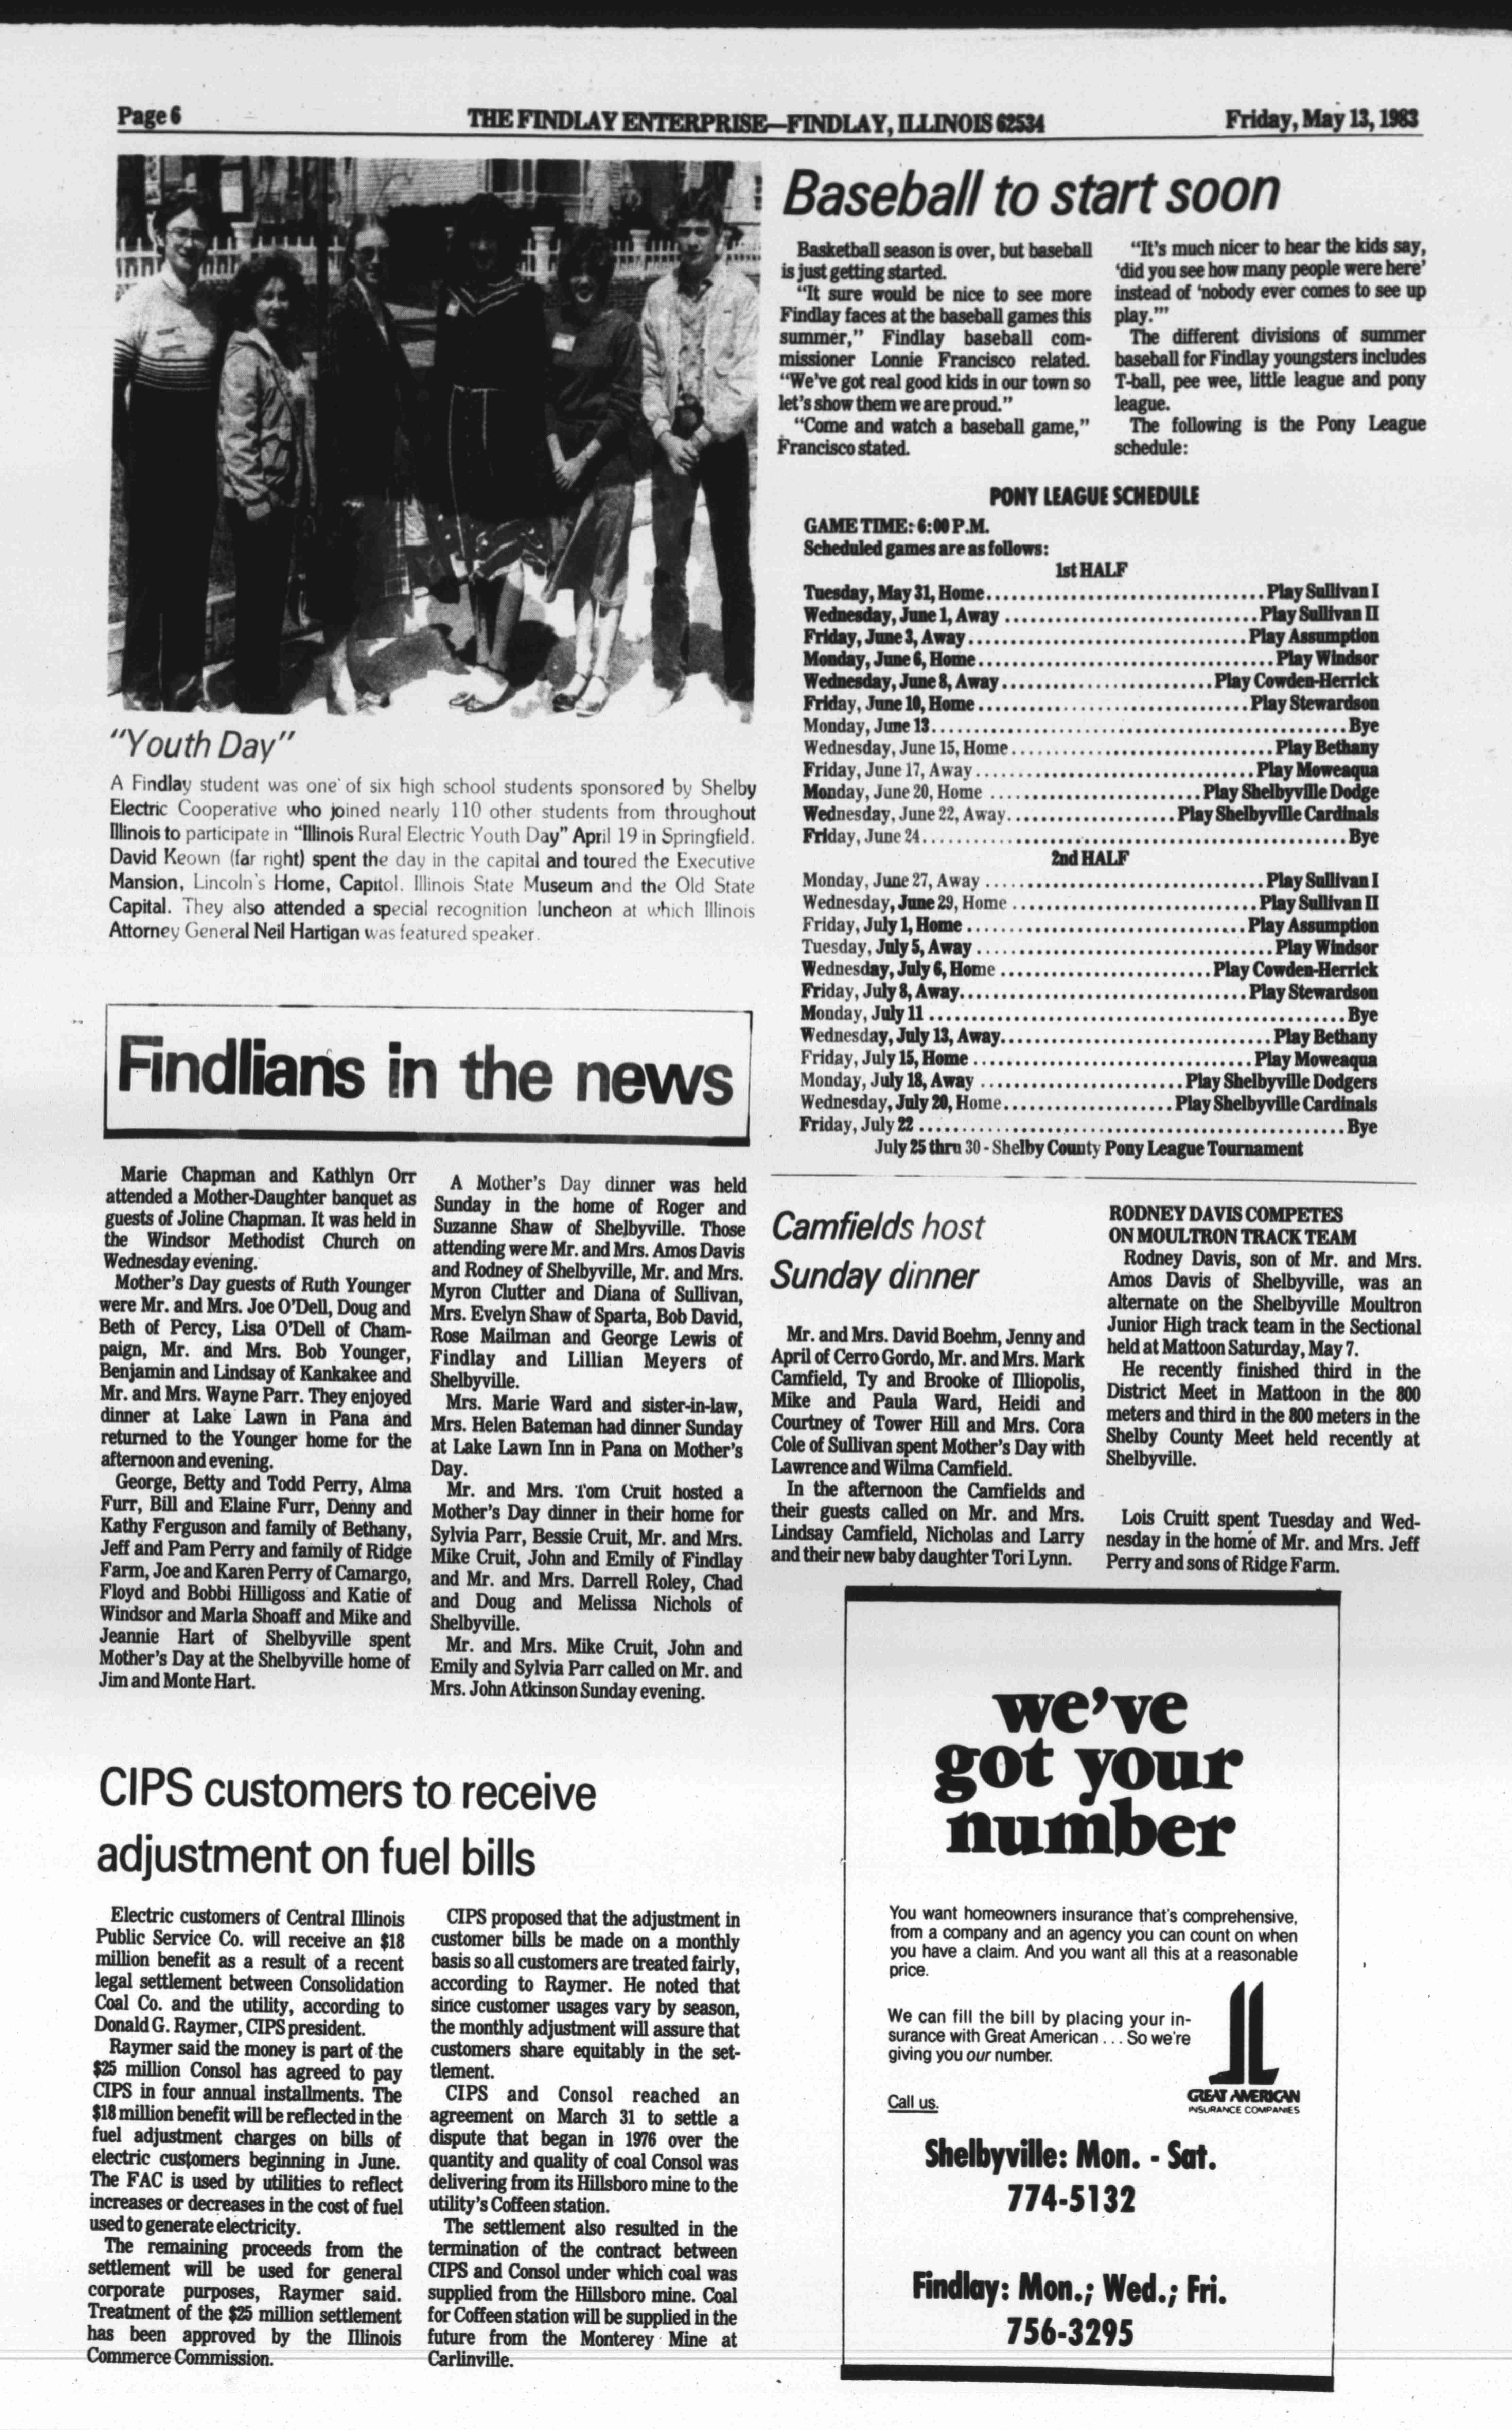 Page 6
THE FINDLAY ENTERPRISE—FINDLAY, ILLINOIS 62534
Friday, May 13, 1983
"Youth Day"
A Findlay student was one of six high school students sponsored by Shelby
Electric Cooperative who joined nearly 110 other students from throughout
Illinois to participate in "Illinois Rural Electric Youth Day" April 19 in Springfield.
David Keown (far right) spent the day in the capital and toured the Executive
Mansion, Lincoln's Home, Capitol, Illinois State Museum and the Old State
Capital. They also attended a special recognition luncheon at which Illinois
Attorney General Neil Hartigan was featured speaker.
Baseball to start soon
Basketball season is over, but baseball
is just getting started.
"It sure would be nice to see more
Findlay faces at the baseball games this
summer," Findlay baseball com-
missioner Lonnie Francisco related.
"We've got real good kids in our town so
let's show them we are proud."
"Come and watch a baseball game,"
Francisco stated.
"It's much nicer to hear the kids say,
'did you see how many people were here'
instead of 'nobody ever comes to see up
play.'"
The different divisions of summer
baseball for Findlay youngsters includes
T-ball, pee wee, little league and pony
league.
The following is the Pony League
schedule:
PONY LEAGUE SCHEDULE
GAME TIME: 6:00 P.M.
Scheduled games are as follows:
1st HALF
Tuesday, May 31, Home.................................Play Sullivan I
Wednesday, June 1, Away ..............................Play Sullivan II
Friday, June 3, Away.................................Play Assumption
Monday, June 6, Home...................................Play Windsor
Wednesday, June 8, Away.........................Play Cowden-Herrick
Friday, June 10, Home................................Play Stewardson
Monday, June 13.................................................Bye
Wednesday, June 15, Home...............................Play Bethany
Friday, June 17, Away.................................Play Moweaqua
Monday, June 20, Home .........................Play Shelbyville Dodge
Wednesday, June 22, Away....................Play Shelbyville Cardinals
Friday, June 24..................................................Bye
2nd HALF
Monday, June 27, Away .................................Play Sullivan I
Wednesday, June 29, Home .............................Play Sullivan II
Friday, July 1, Home .................................Play Assumption
Tuesday, July 5, Away ...................................Play Windsor
Wednesday, July 6, Home .........................Play Cowden-Herrick
Friday, July 8, Away..................................Play Stewardson
Monday, July 11 .................................................Bye
Wednesday, July 13, Away................................Play Bethany
Friday, July 15, Home .................................Play Moweaqua
Monday, July 18, Away ........................Play Shelbyville Dodgers
Wednesday, July 20, Home....................Play Shelbyville Cardinals
Friday, July 22 ..................................................Bye
July 25 thru 30 - Shelby County Pony League Tournament
Findlians in the news
Marie Chapman and Kathlyn Orr
attended a Mother-Daughter banquet as
guests of Joline Chapman. It was held in
the Windsor Methodist Church on
Wednesday evening.
Mother's Day guests of Ruth Younger
were Mr. and Mrs. Joe O'Dell, Doug and
Beth of Percy, Lisa O'Dell of Cham-
paign, Mr. and Mrs. Bob Younger,
Benjamin and Lindsay of Kankakee and
Mr. and Mrs. Wayne Parr. They enjoyed
dinner at Lake Lawn in Pana and
returned to the Younger home for the
afternoon and evening.
George, Betty and Todd Perry, Alma
Furr, Bill and Elaine Furr, Denny and
Kathy Ferguson and family of Bethany,
Jeff and Pam Perry and family of Ridge
Farm, Joe and Karen Perry of Camargo,
Floyd and Bobbi Hilligoss and Katie of
Windsor and Marla Shoaff and Mike and
Jeannie Hart of Shelbyville spent
Mother's Day at the Shelbyville home of
Jim and Monte Hart.
A Mother's Day dinner was held
Sunday in the home of Roger and
Suzanne Shaw of Shelbyville. Those
attending were Mr. and Mrs. Amos Davis
and Rodney of Shelbyville, Mr. and Mrs.
Myron Clutter and Diana of Sullivan,
Mrs. Evelyn Shaw of Sparta, Bob David,
Rose Mailman and George Lewis of
Findlay and Lillian Meyers of
Shelbyville.
Mrs. Marie Ward and sister-in-law,
Mrs. Helen Bateman had dinner Sunday
at Lake Lawn Inn in Pana on Mother's
Day.
Mr. and Mrs. Tom Cruit hosted a
Mother's Day dinner in their home for
Sylvia Parr, Bessie Cruit, Mr. and Mrs.
Mike Cruit, John and Emily of Findlay
and Mr. and Mrs. Darrell Roley, Chad
and Doug and Melissa Nichols of
Shelbyville.
Mr. and Mrs. Mike Cruit, John and
Emily and Sylvia Parr called on Mr. and
Mrs. John Atkinson Sunday evening.
Camfields host
Sunday dinner
Mr. and Mrs. David Boehm, Jenny and
April of Cerro Gordo, Mr. and Mrs. Mark
Camfield, Ty and Brooke of Illiopolis,
Mike and Paula Ward, Heidi and
Courtney of Tower Hill and Mrs. Cora
Cole of Sullivan spent Mother's Day with
Lawrence and Wilma Camfield.
In the afternoon the Camfields and
their guests called on Mr. and Mrs.
Lindsay Camfield, Nicholas and Larry
and their new baby daughter Tori Lynn.
RODNEY DAVIS COMPETES
ON MOULTRON TRACK TEAM
Rodney Davis, son of Mr. and Mrs.
Amos Davis of Shelbyville, was an
alternate on the Shelbyville Moultron
Junior High track team in the Sectional
held at Mattoon Saturday, May 7.
He recently finished third in the
District Meet in Mattoon in the 800
meters and third in the 800 meters in the
Shelby County Meet held recently at
Shelbyville.
Lois Cruitt spent Tuesday and Wed-
nesday in the home of Mr. and Mrs. Jeff
Perry and sons of Ridge Farm.
CIPS customers to receive
adjustment on fuel bills
Electric customers of Central Illinois
Public Service Co. will receive an $18
million benefit as a result of a recent
legal settlement between Consolidation
Coal Co. and the utility, according to
Donald G. Raymer, CIPS president.
Raymer said the money is part of the
$25 million Consol has agreed to pay
CIPS in four annual installments. The
$18 million benefit will be reflected in the
fuel adjustment charges on bills of
electric customers beginning in June.
The FAC is used by utilities to reflect
increases or decreases in the cost of fuel
used to generate electricity.
The remaining proceeds from the
settlement will be used for general
corporate purposes, Raymer said.
Treatment of the $25 million settlement
has been approved by the Illinois
Commerce Commission.
CIPS proposed that the adjustment in
customer bills be made on a monthly
basis so all customers are treated fairly,
according to Raymer. He noted that
since customer usages vary by season,
the monthly adjustment will assure that
customers share equitably in the set-
tlement.
CIPS and Consol reached an
agreement on March 31 to settle a
dispute that began in 1976 over the
quantity and quality of coal Consol was
delivering from its Hillsboro mine to the
utility's Coffeen station.
The settlement also resulted in the
termination of the contract between
CIPS and Consol under which coal was
supplied from the Hillsboro mine. Coal
for Coffeen station will be supplied in the
future from the Monterey Mine at
Carlinville.
we've
got your
number
You want homeowners insurance that's comprehensive,
from a company and an agency you can count on when
you have a claim. And you want all this at a reasonable
price.
We can fill the bill by placing your in-
surance with Great American . . . So we're
giving you our number.
Call us.
GREAT AMERICAN
INSURANCE COMPANIES
Shelbyville: Mon. - Sat.
774-5132
Findlay: Mon.; Wed.; Fri.
756-3295